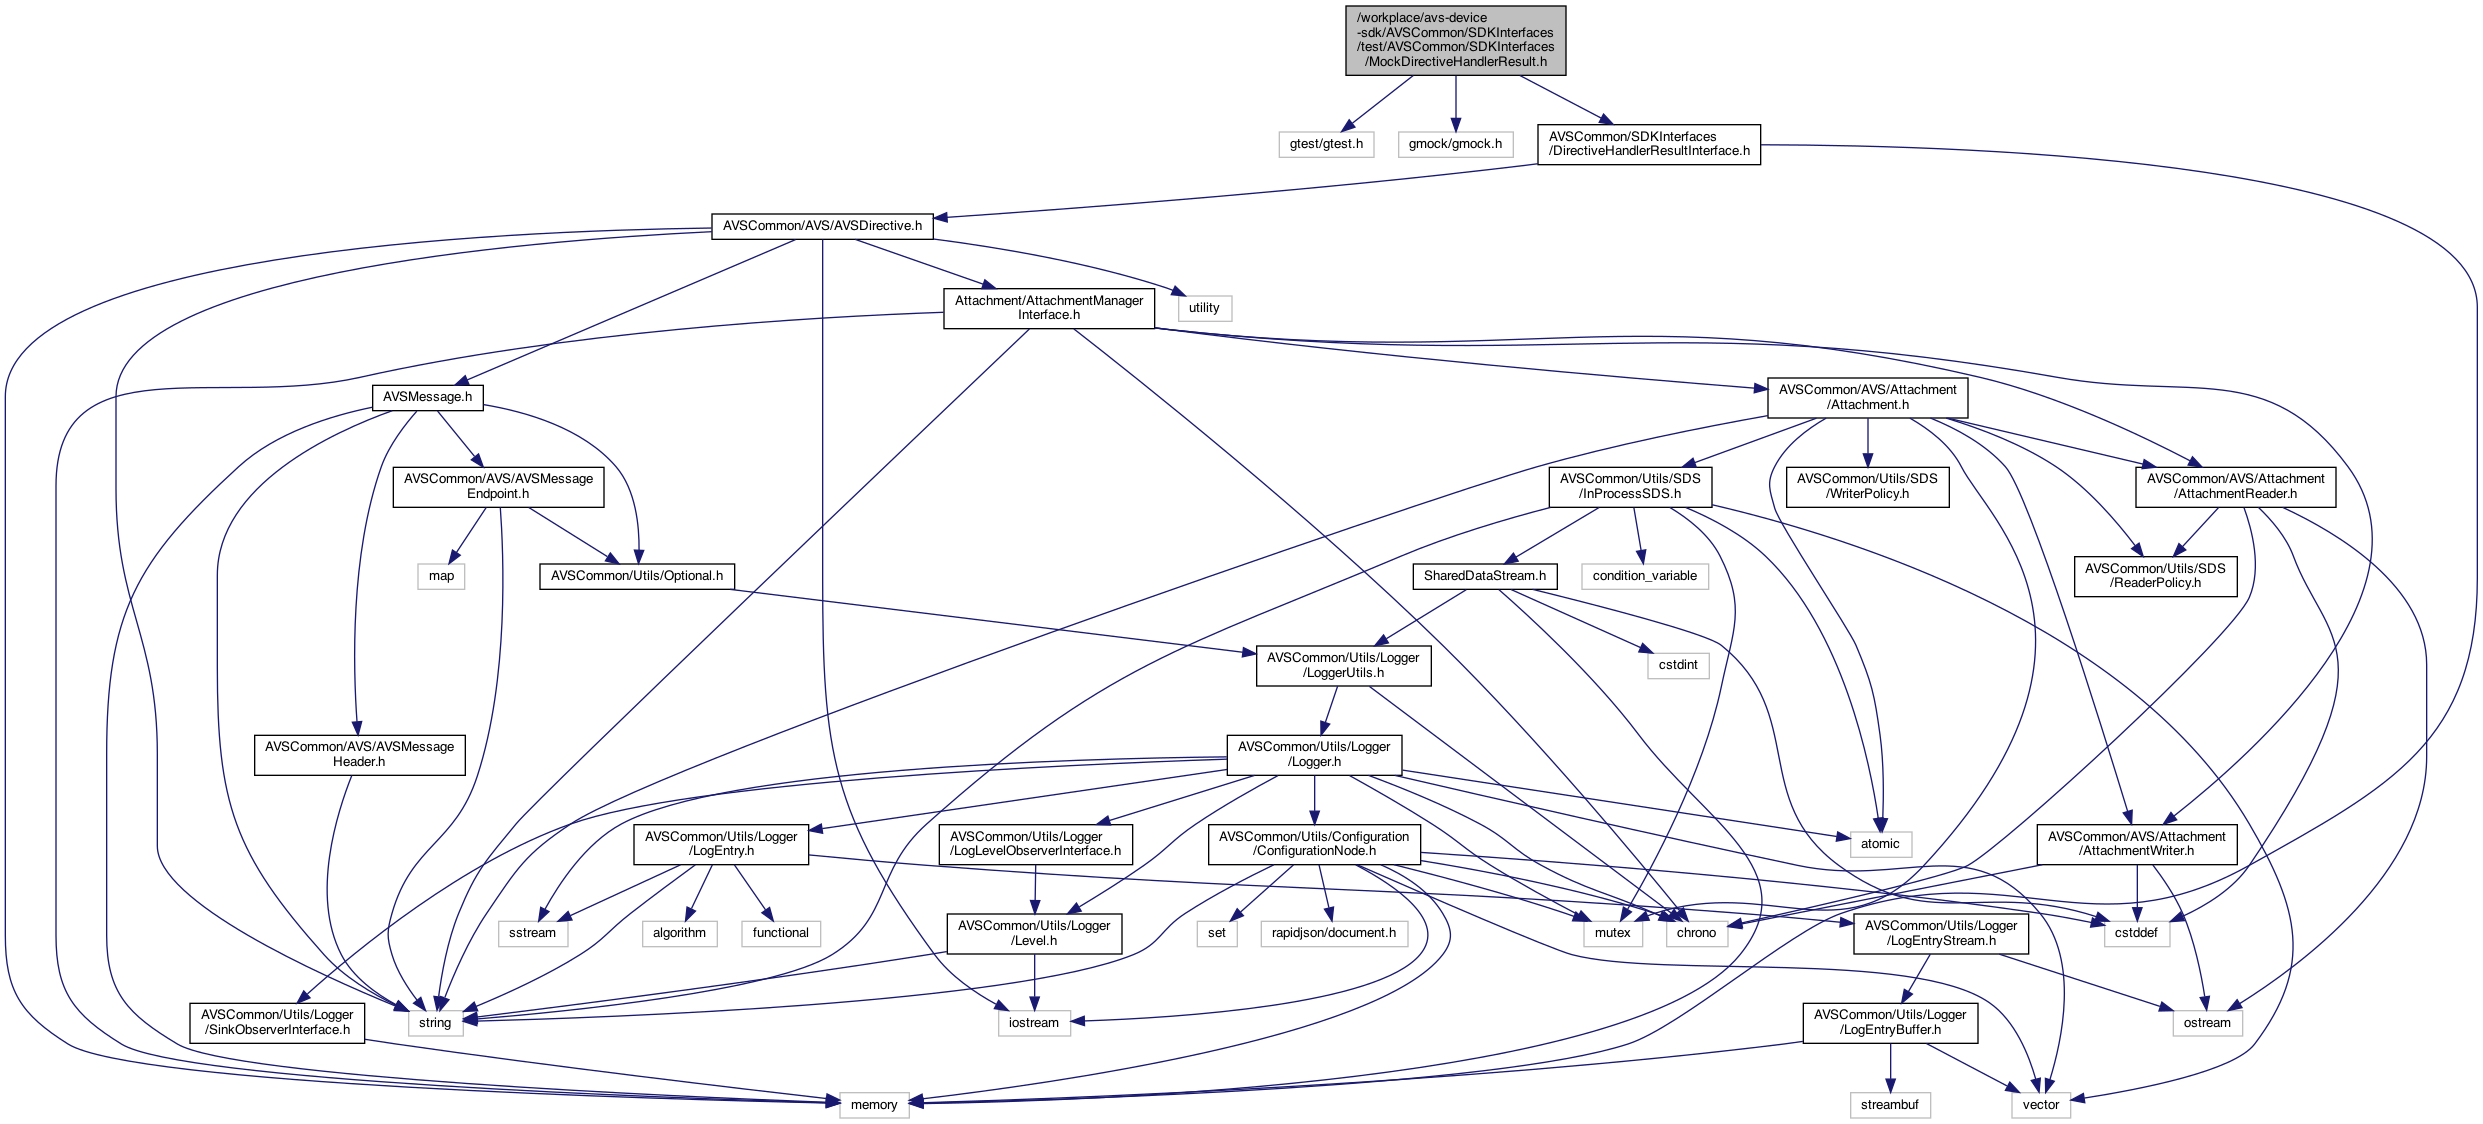 /workplace/avs-device
-sdk/AVSCommon/SDKInterfaces
/test/AVSCommon/SDKInterfaces
/MockDirectiveHandlerResult.h
gtest/gtest.h
gmock/gmock.h
AVSCommon/SDKInterfaces
/DirectiveHandlerResultInterface.h
AVSCommon/AVS/AVSDirective.h
Attachment/AttachmentManager
Interface.h
utility
AVSMessage.h
AVSCommon/AVS/Attachment
/Attachment.h
AVSCommon/AVS/AVSMessage
Endpoint.h
AVSCommon/Utils/SDS
/InProcessSDS.h
AVSCommon/Utils/SDS
/WriterPolicy.h
AVSCommon/AVS/Attachment
/AttachmentReader.h
map
AVSCommon/Utils/Optional.h
SharedDataStream.h
condition_variable
AVSCommon/Utils/SDS
/ReaderPolicy.h
AVSCommon/Utils/Logger
/LoggerUtils.h
cstdint
AVSCommon/AVS/AVSMessage
Header.h
AVSCommon/Utils/Logger
/Logger.h
AVSCommon/Utils/Logger
/LogEntry.h
AVSCommon/Utils/Logger
/LogLevelObserverInterface.h
AVSCommon/Utils/Configuration
/ConfigurationNode.h
atomic
AVSCommon/AVS/Attachment
/AttachmentWriter.h
sstream
algorithm
functional
AVSCommon/Utils/Logger
/Level.h
set
rapidjson/document.h
mutex
chrono
AVSCommon/Utils/Logger
/LogEntryStream.h
cstddef
AVSCommon/Utils/Logger
/SinkObserverInterface.h
string
iostream
AVSCommon/Utils/Logger
/LogEntryBuffer.h
ostream
memory
streambuf
vector